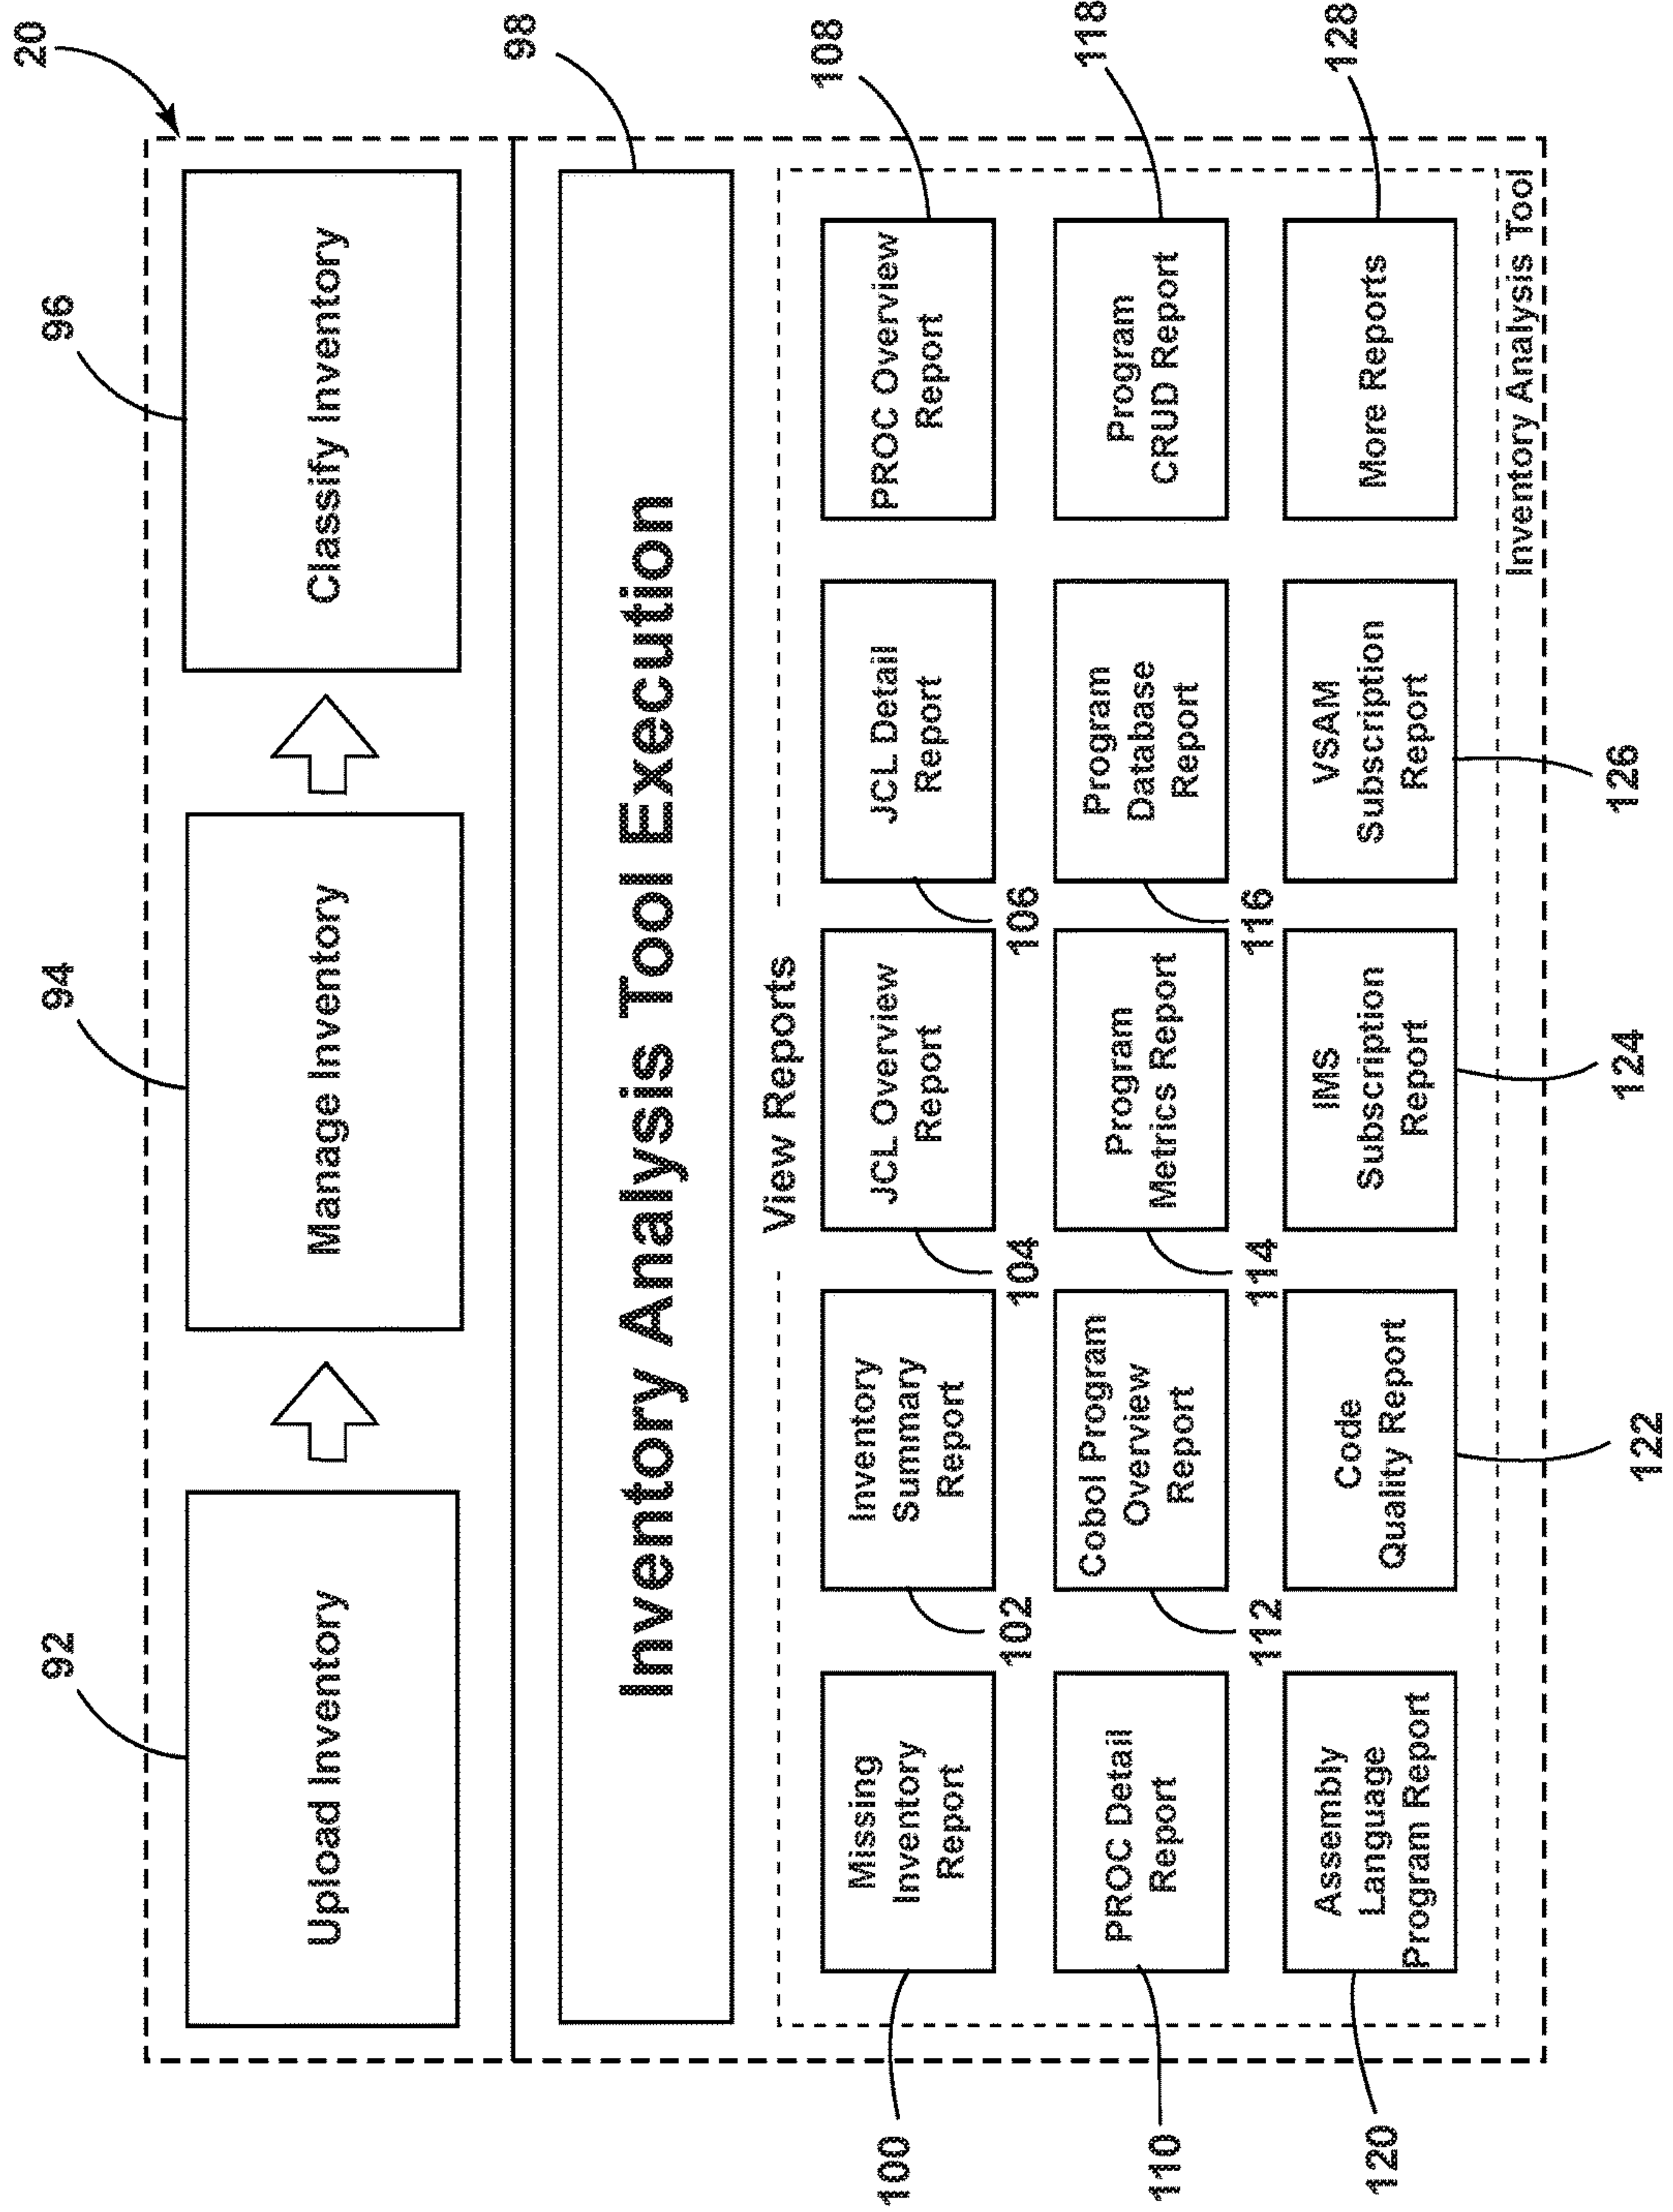 20
92
94
96
Upload Inventory
Manage Inventory
Classify Inventory
98
Inventory Analysis Tool Execution
View Reports
Missing
Inventory
Report
Inventory
Summary
Report
JCL Overview
Report
JCL Detail
Report
PROC Overview
Report
100
102
104
106
108
PROC Detail
Report
Cobol Program
Overview
Report
Program
Metrics Report
Program
Database
Report
Program
CRUD Report
110
112
114
116
118
Assembly
Language
Program Report
Code
Quality Report
IMS
Subscription
Report
VSAM
Subscription
Report
More Reports
120
122
124
126
128
Inventory Analysis Tool